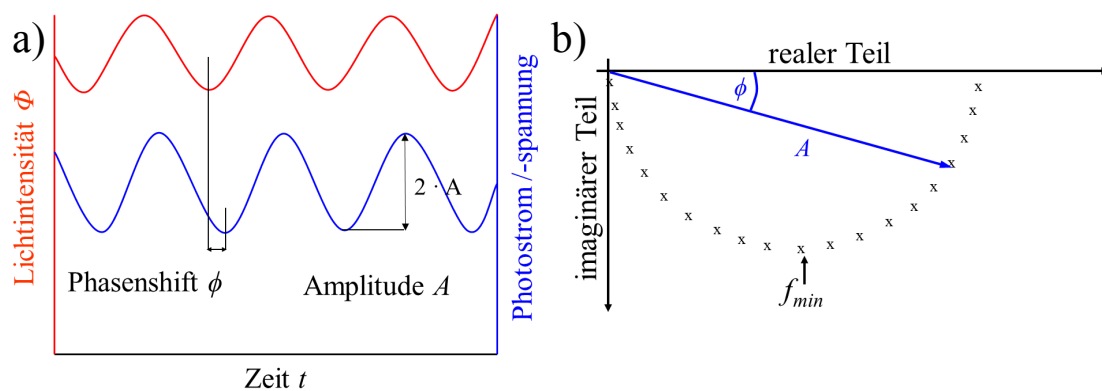 a)
Lichtintensität Φ
2 · A
Phasenshift ϕ
Amplitude A
Zeit t
Photostrom /-spannung
b)
realer Teil
imaginärer Teil
ϕ
A
f_min